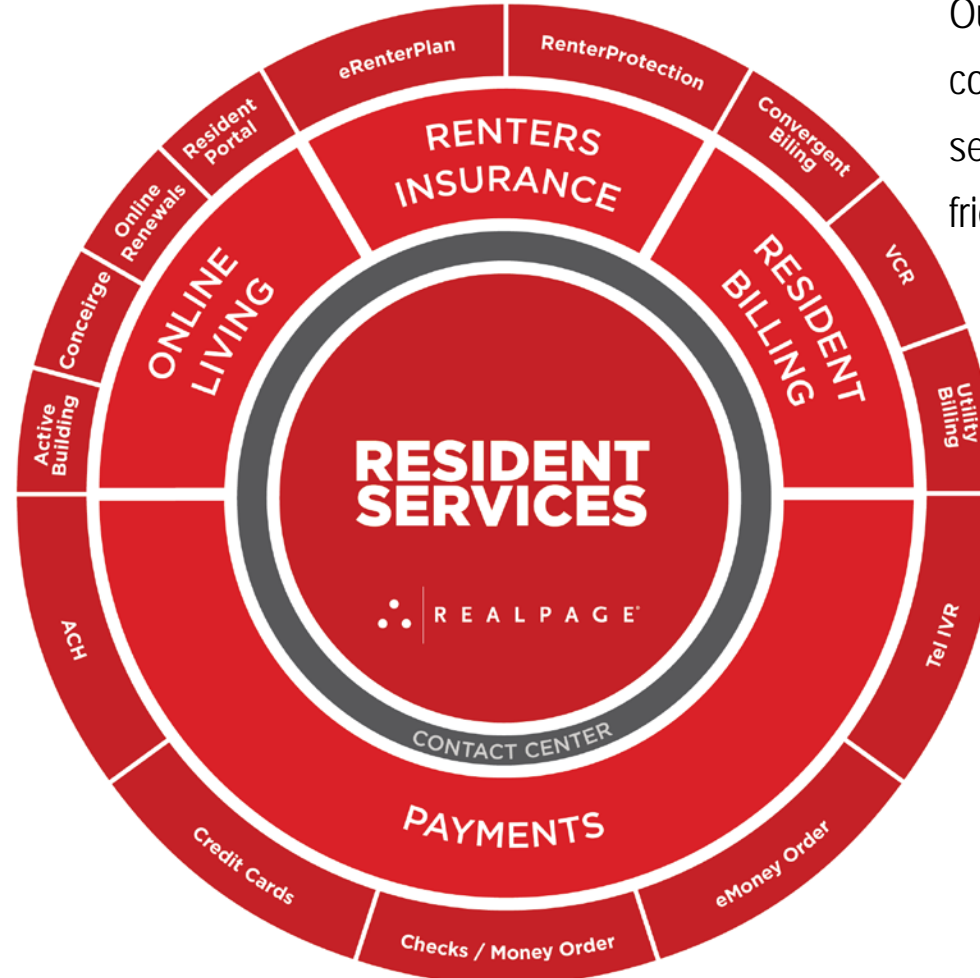 eRenterPlan
RenterProtection
Convergent
Biling
VCR
Utility
Billing
Tel IVR
eMoney Order
Checks / Money Order
Credit Cards
ACH
Active
Building
Conceirge
Online
Renewals
Resident
Portal
RENTERS
INSURANCE
RESIDENT
BILLING
PAYMENTS
ONLINE
LIVING
RESIDENT
SERVICES
REALPAGE®
CONTACT CENTER